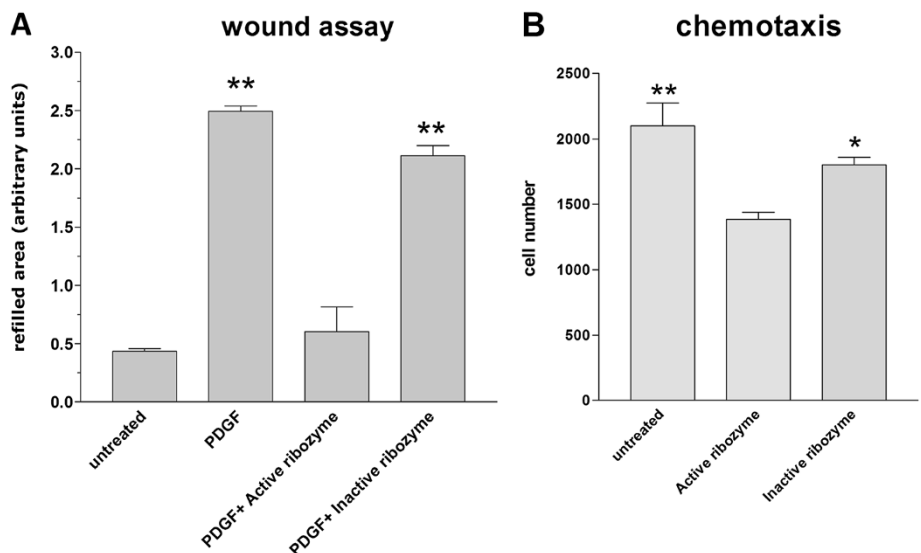 A
wound assay
refilled area (arbitrary units)
3.0
2.5
2.0
2.5
1.0
0.5
0.0
**
**
untreated
PDGF
PDGF+ Active ribozyme
PDGF+ Inactive ribozyme
B
chemotaxis
cell number
2500
2000
1500
1000
500
0
**
*
untreated
Active ribozyme
Inactive ribozyme